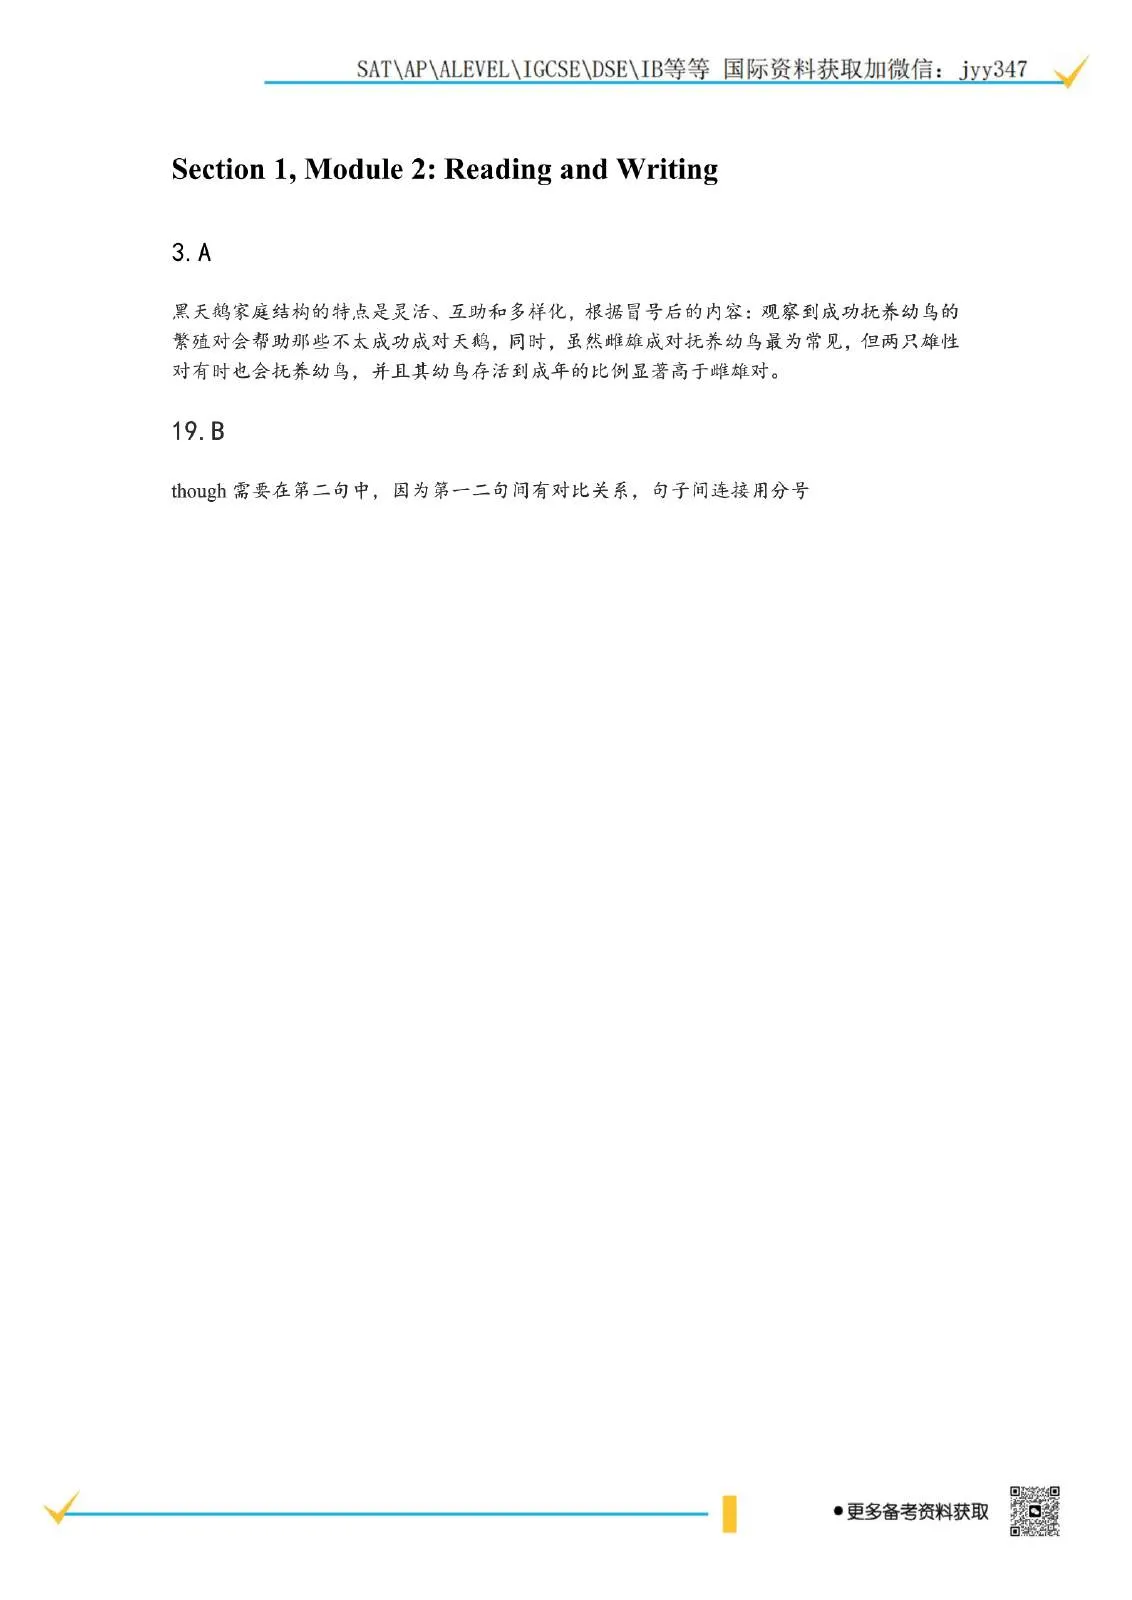 SAT\AP\ALEVEL\IGCSE\DSE\IB等等 国际资料获取加微信：jyy347
Section 1, Module 2: Reading and Writing
3. A
黑天鹅家庭结构的特点是灵活、互助和多样化，根据冒号后的内容：观察到成功抚养幼鸟的
繁殖对会帮助那些不太成功成对天鹅，同时，虽然雌雄成对抚养幼鸟最为常见，但两只雄性
对有时也会抚养幼鸟，并且其幼鸟存活到成年的比例显著高于雌雄对。
19. B
though 需要在第二句中，因为第一二句间有对比关系，句子间连接用分号
●更多备考资料获取